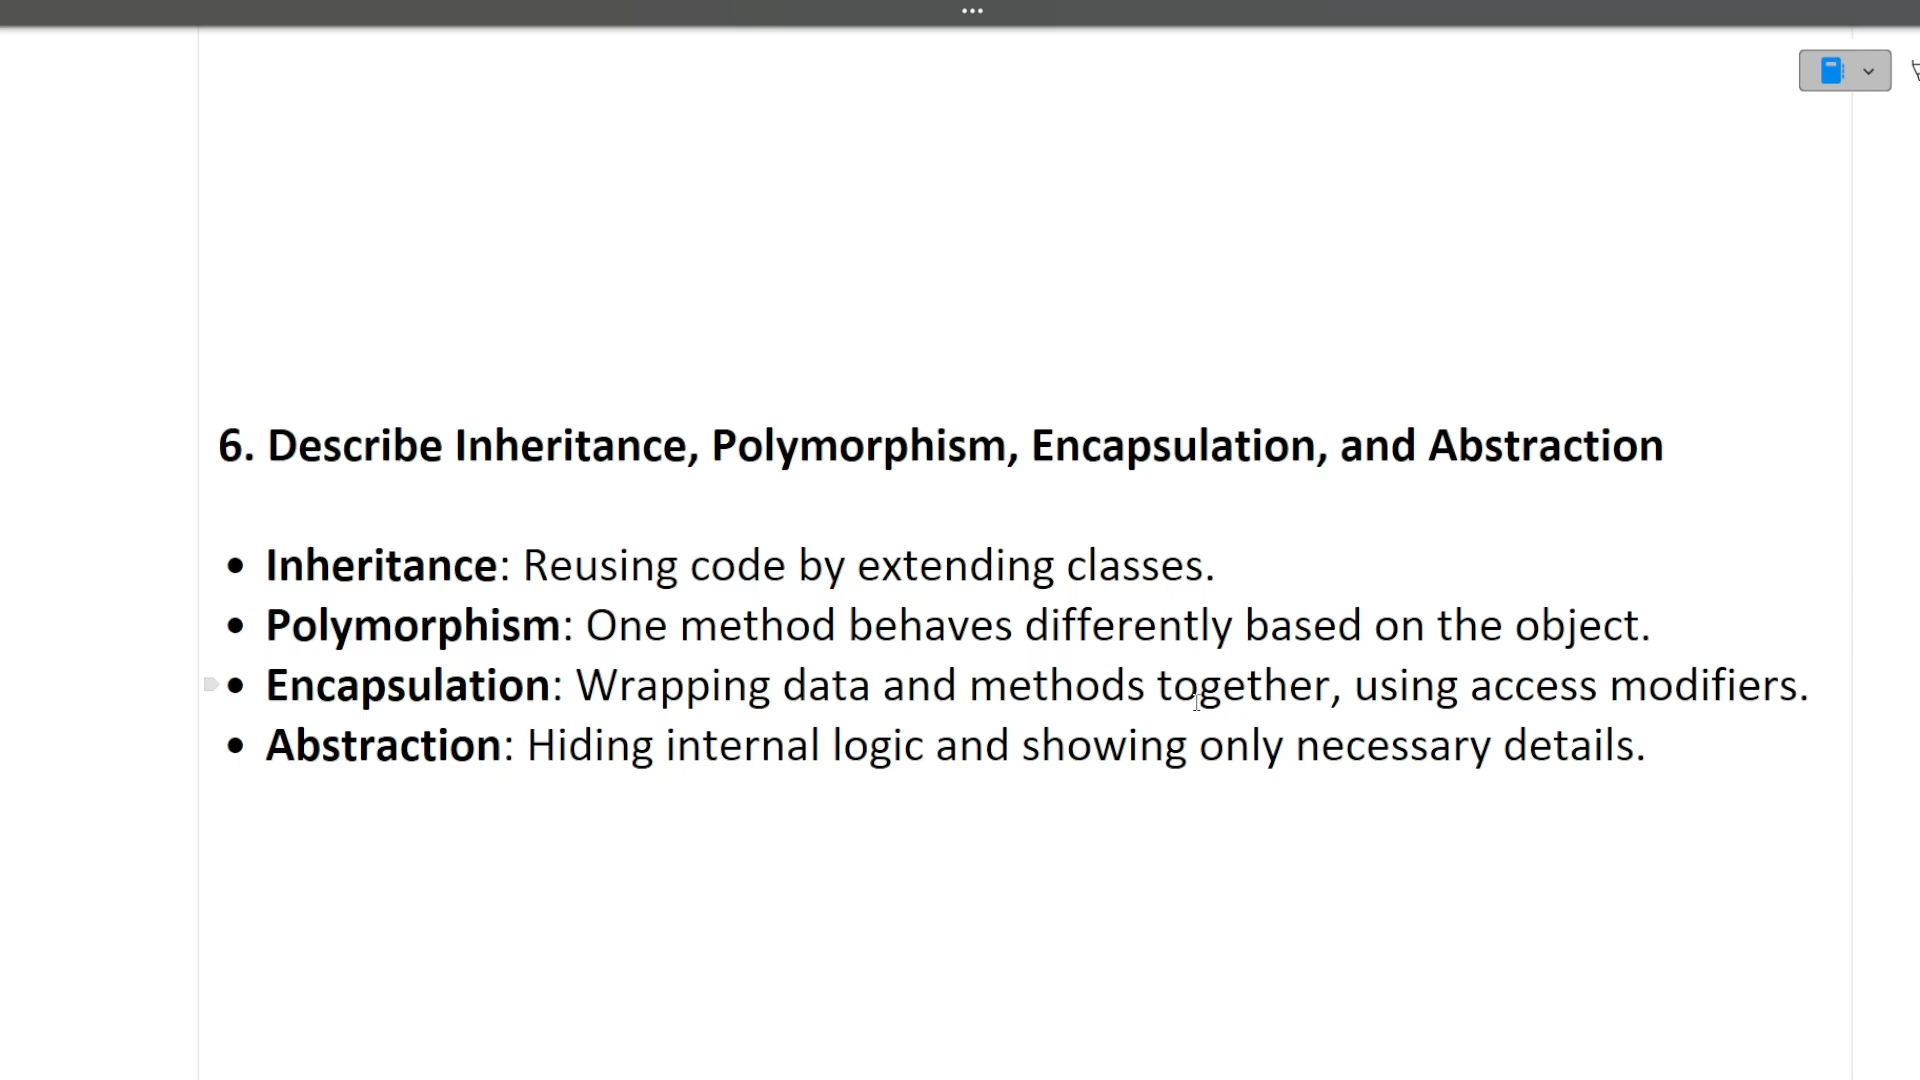 6. Describe Inheritance, Polymorphism, Encapsulation, and Abstraction
• Inheritance: Reusing code by extending classes.
• Polymorphism: One method behaves differently based on the object.
• Encapsulation: Wrapping data and methods together, using access modifiers.
• Abstraction: Hiding internal logic and showing only necessary details.